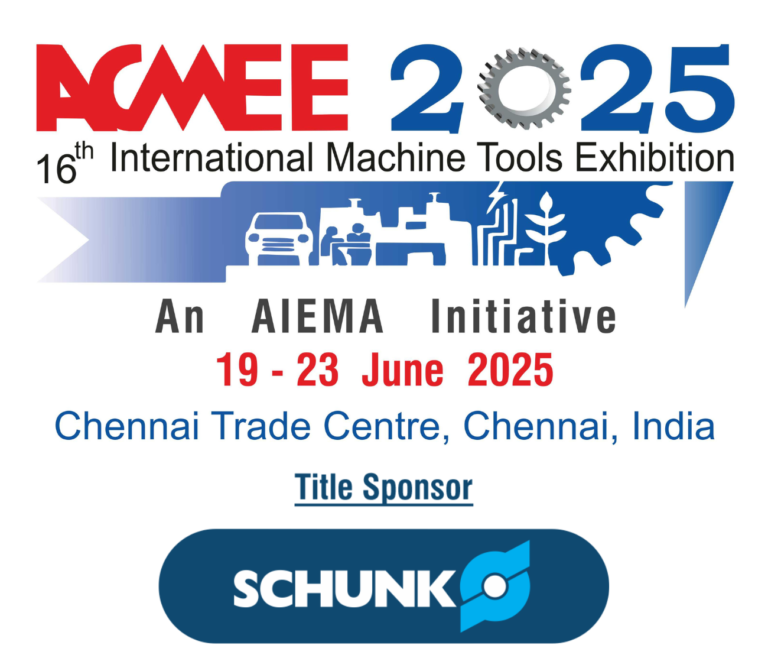 ACMEE 2025
16th International Machine Tools Exhibition
An AIEMA Initiative
19 - 23 June 2025
Chennai Trade Centre, Chennai, India
Title Sponsor
SCHUNK